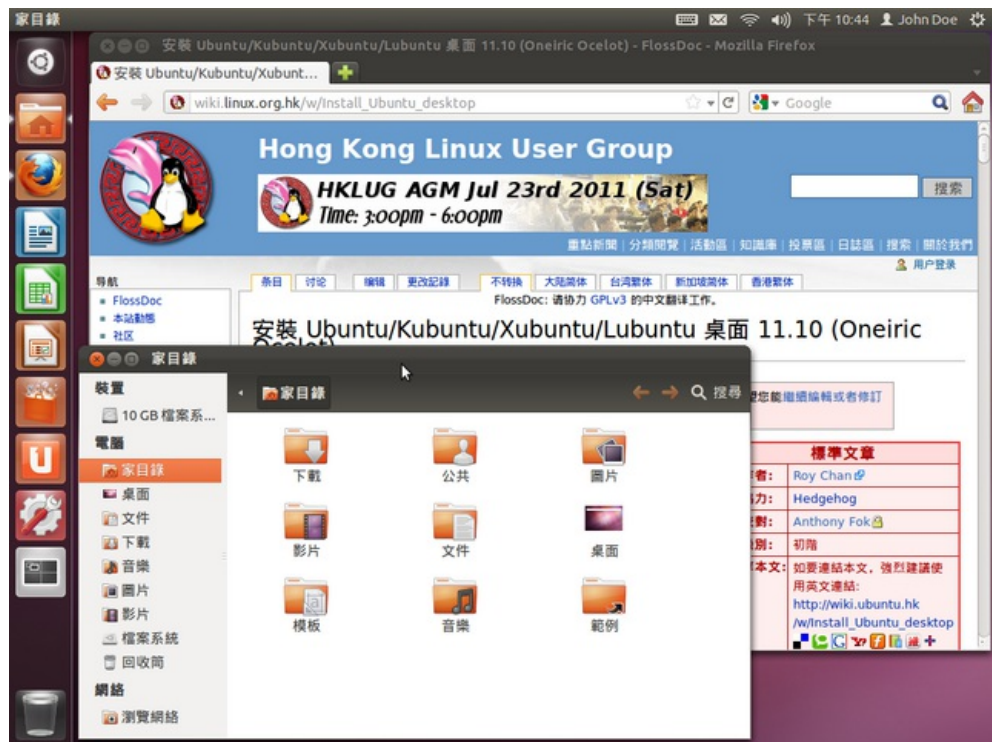 家目錄
下午 10:44
John Doe
安裝 Ubuntu/Kubuntu/Xubuntu/Lubuntu 桌面 11.10 (Oneiric Ocelot) - FlossDoc - Mozilla Firefox
安裝 Ubuntu/Kubuntu/Xubunt...
wiki.linux.org.hk/w/Install_Ubuntu_desktop
Google
Hong Kong Linux User Group
HKLUG AGM Jul 23rd 2011 (Sat)
Time: 3:00pm - 6:00pm
搜索
重點新聞 | 分類閱覽 | 活動區 | 知識庫 | 投票區 | 日誌區 | 搜索 | 關於我們
用户登录
导航
FlossDoc
本站動態
社区
条目 讨论 编辑 更改記錄 不转换 大陆简体 台湾繁体 新加坡简体 香港繁体
FlossDoc: 请协力 GPLv3 的中文翻译工作。
安裝 Ubuntu/Kubuntu/Xubuntu/Lubuntu 桌面 11.10 (Oneiric
Ocelot)
您能繼續編輯或者修訂
標準文章
者: Roy Chan
力: Hedgehog
對: Anthony Fok
別: 初階
本文: 如要連結本文，強烈建議使
用英文連結:
http://wiki.ubuntu.hk
/w/Install_Ubuntu_desktop
家目錄
裝置
10 GB 檔案系...
電腦
家目錄
桌面
文件
下載
音樂
圖片
影片
檔案系統
回收筒
網絡
瀏覽網絡
家目錄
搜尋
下載
公共
圖片
影片
文件
桌面
模板
音樂
範例